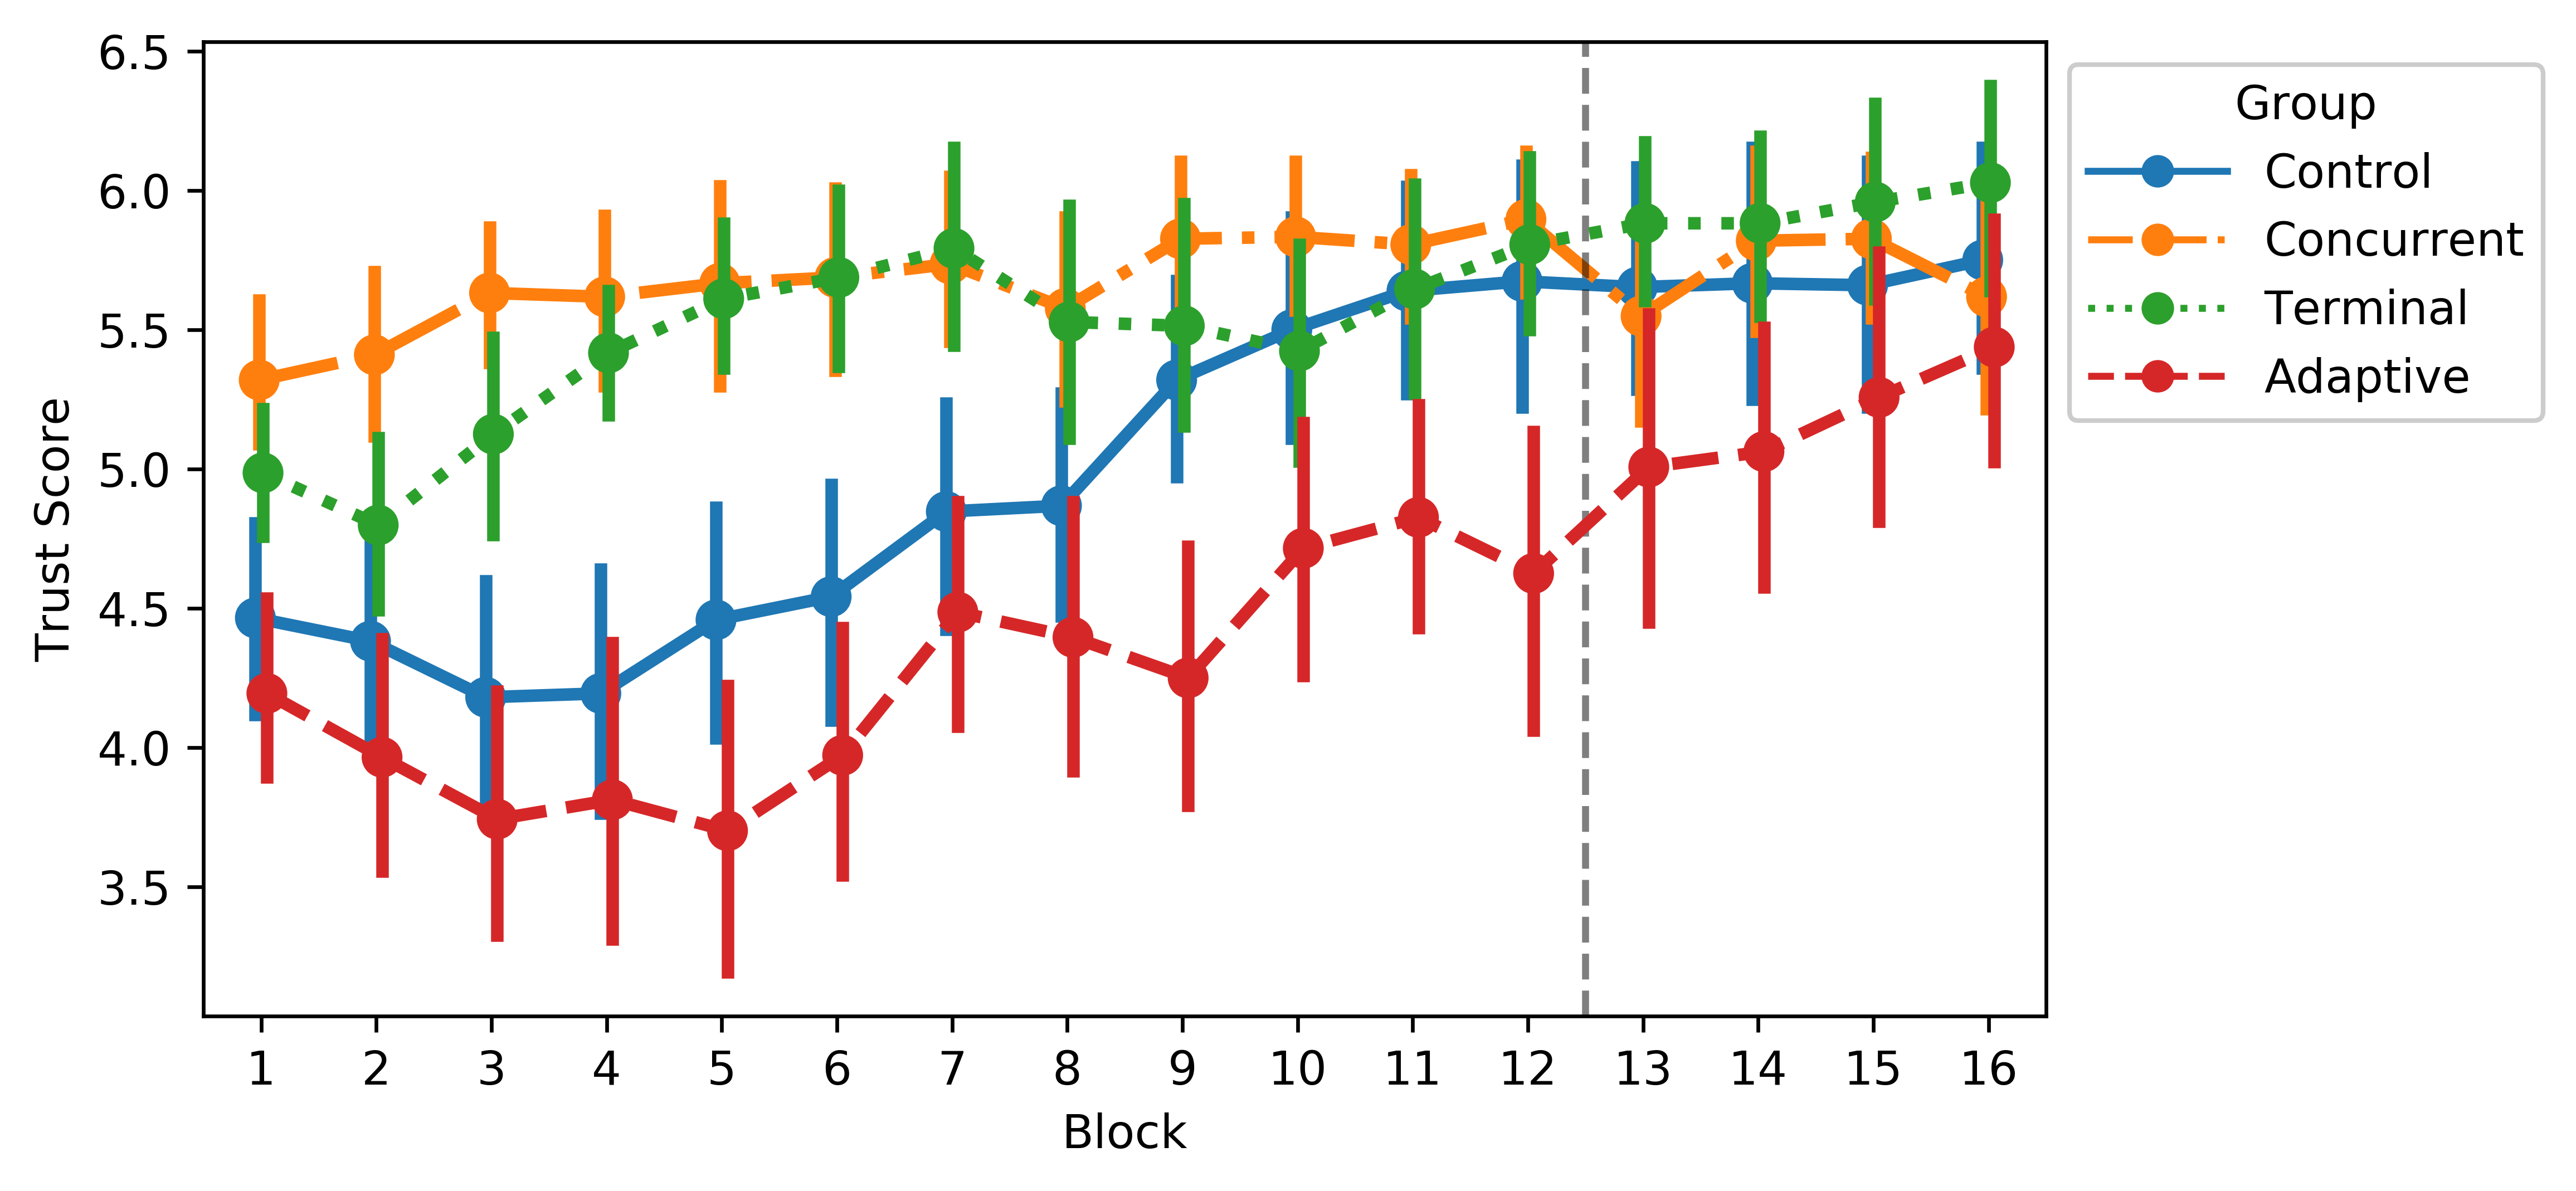 6.5
6.0
5.5
5.0
4.5
4.0
3.5
Trust Score
1 2 3 4 5 6 7 8 9 10 11 12 13 14 15 16
Block
Group
Control
Concurrent
Terminal
Adaptive